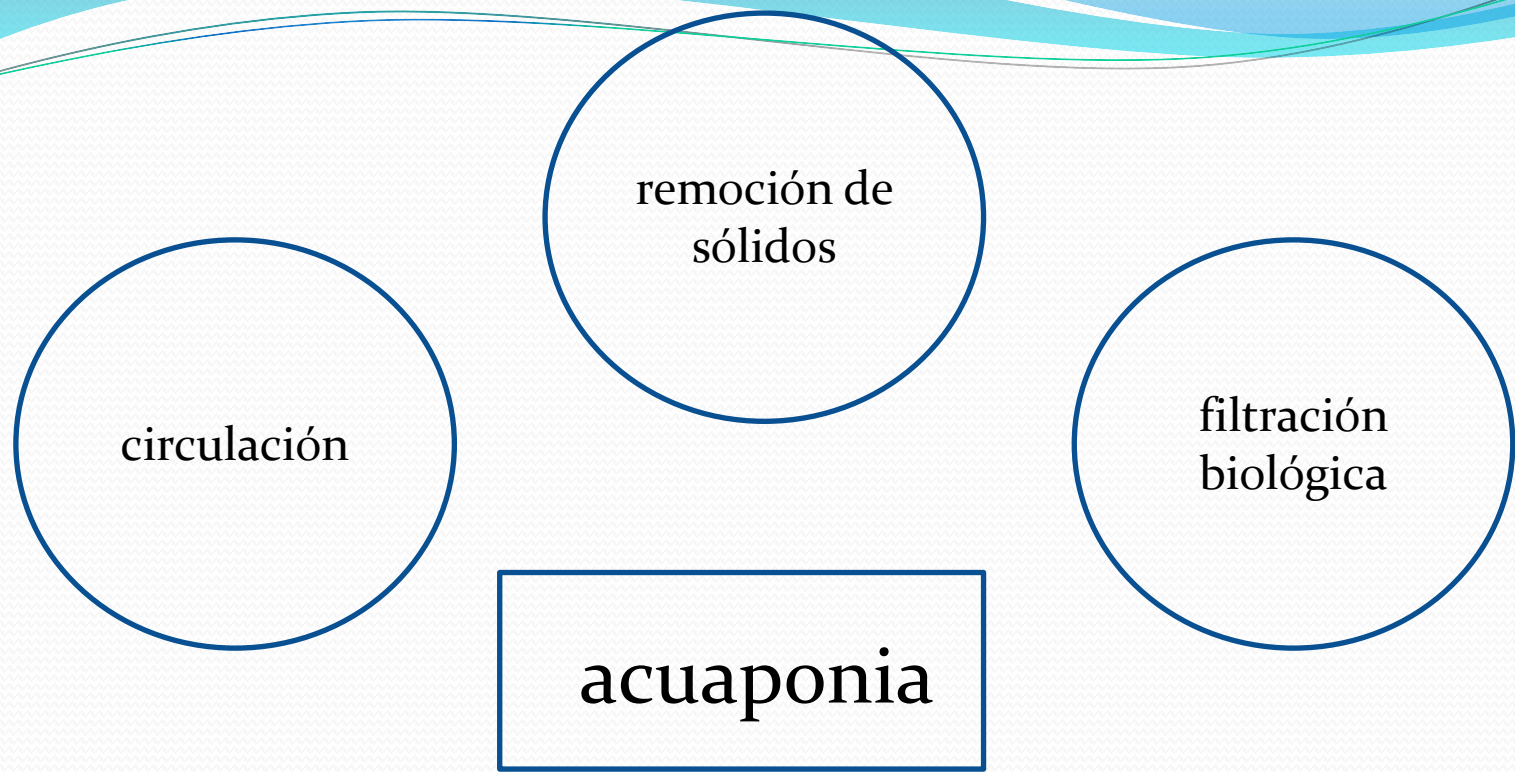 remoción de
sólidos
circulación
filtración
biológica
acuaponia